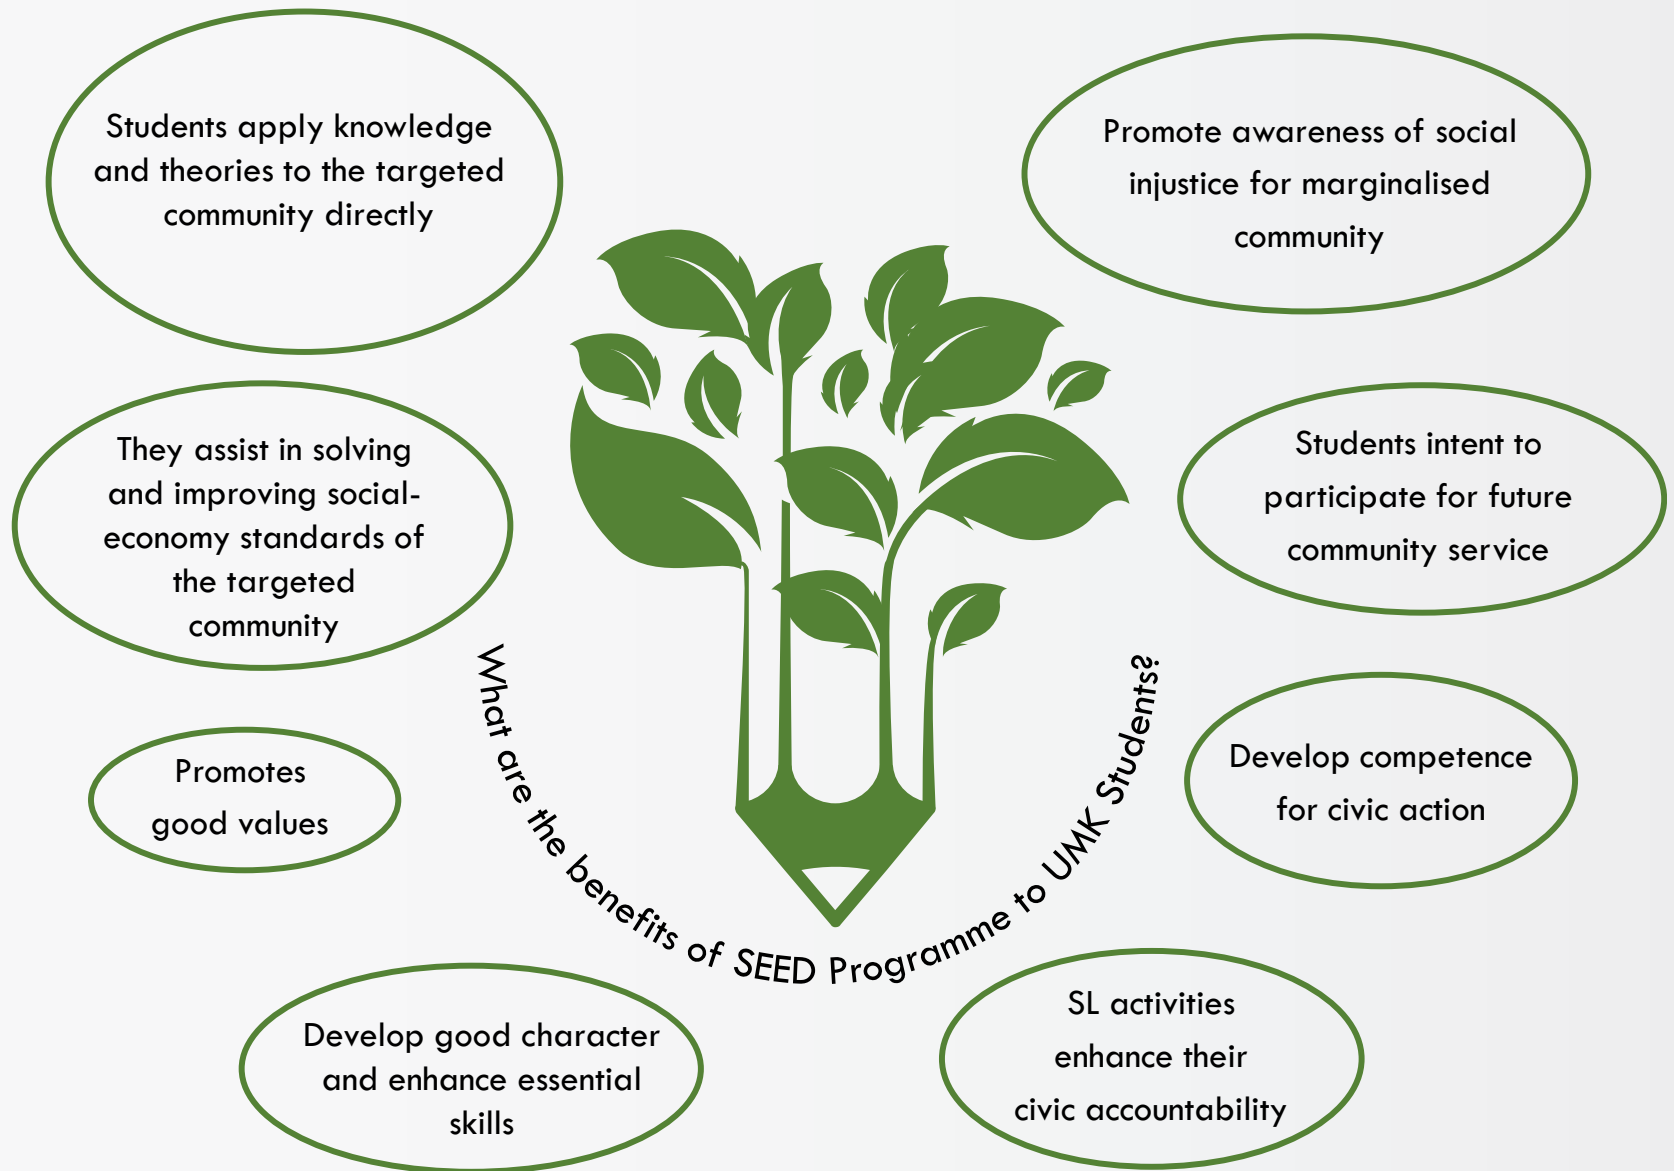 Students apply knowledge
and theories to the targeted
community directly
They assist in solving
and improving social-
economy standards of
the targeted
community
Promotes
good values
Develop good character
and enhance essential
skills
What are the benefits of SEED Programme to UMK Students?
Promote awareness of social
injustice for marginalised
community
Students intent to
participate for future
community service
Develop competence
for civic action
SL activities
enhance their
civic accountability